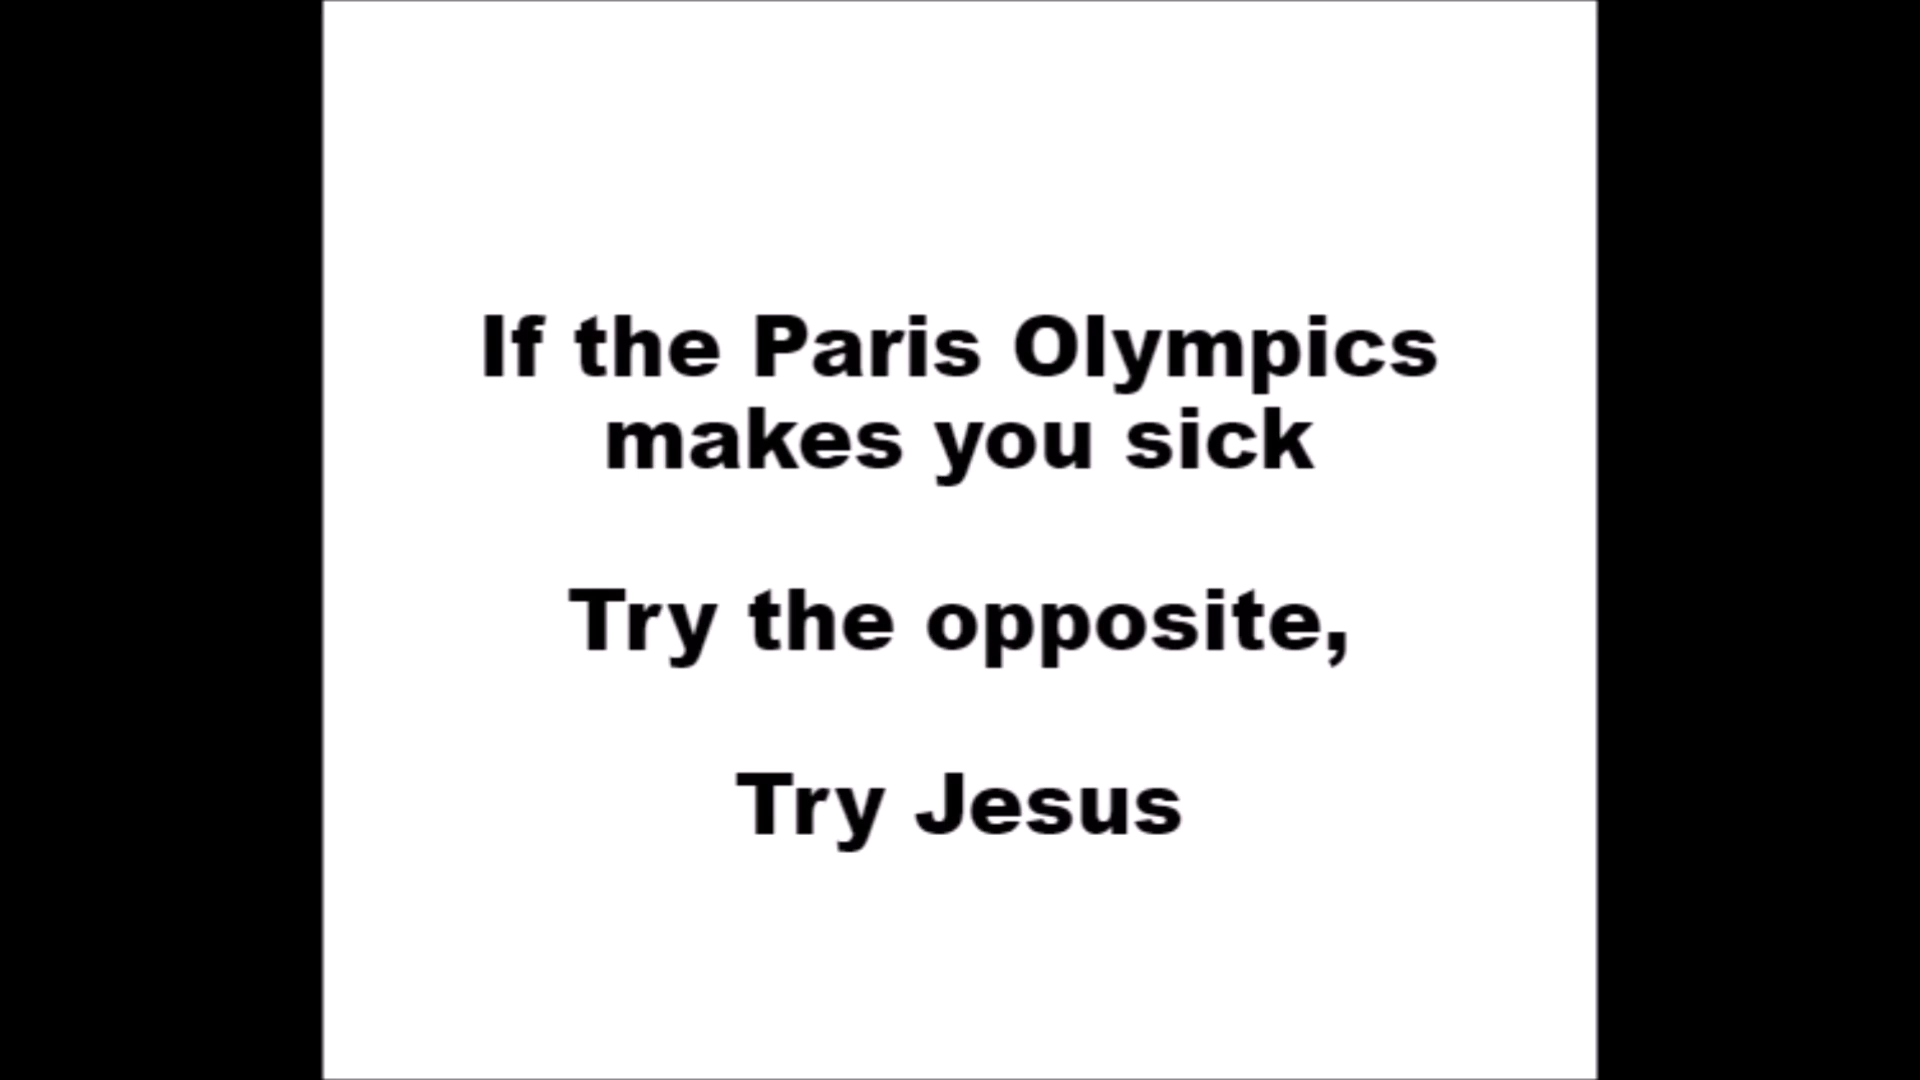 If the Paris Olympics
makes you sick
Try the opposite,
Try Jesus